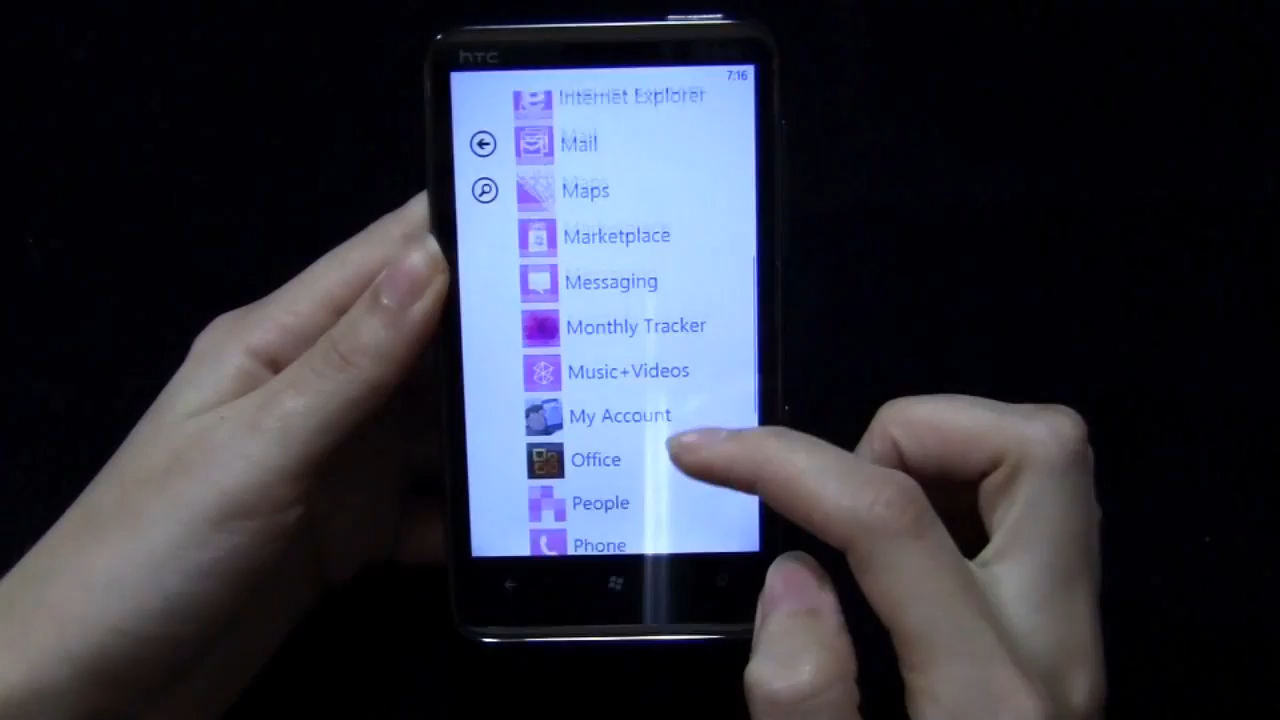 hTC
7:16
Internet Explorer
Mail
Maps
Marketplace
Messaging
Monthly Tracker
Music+Videos
My Account
Office
People
Phone